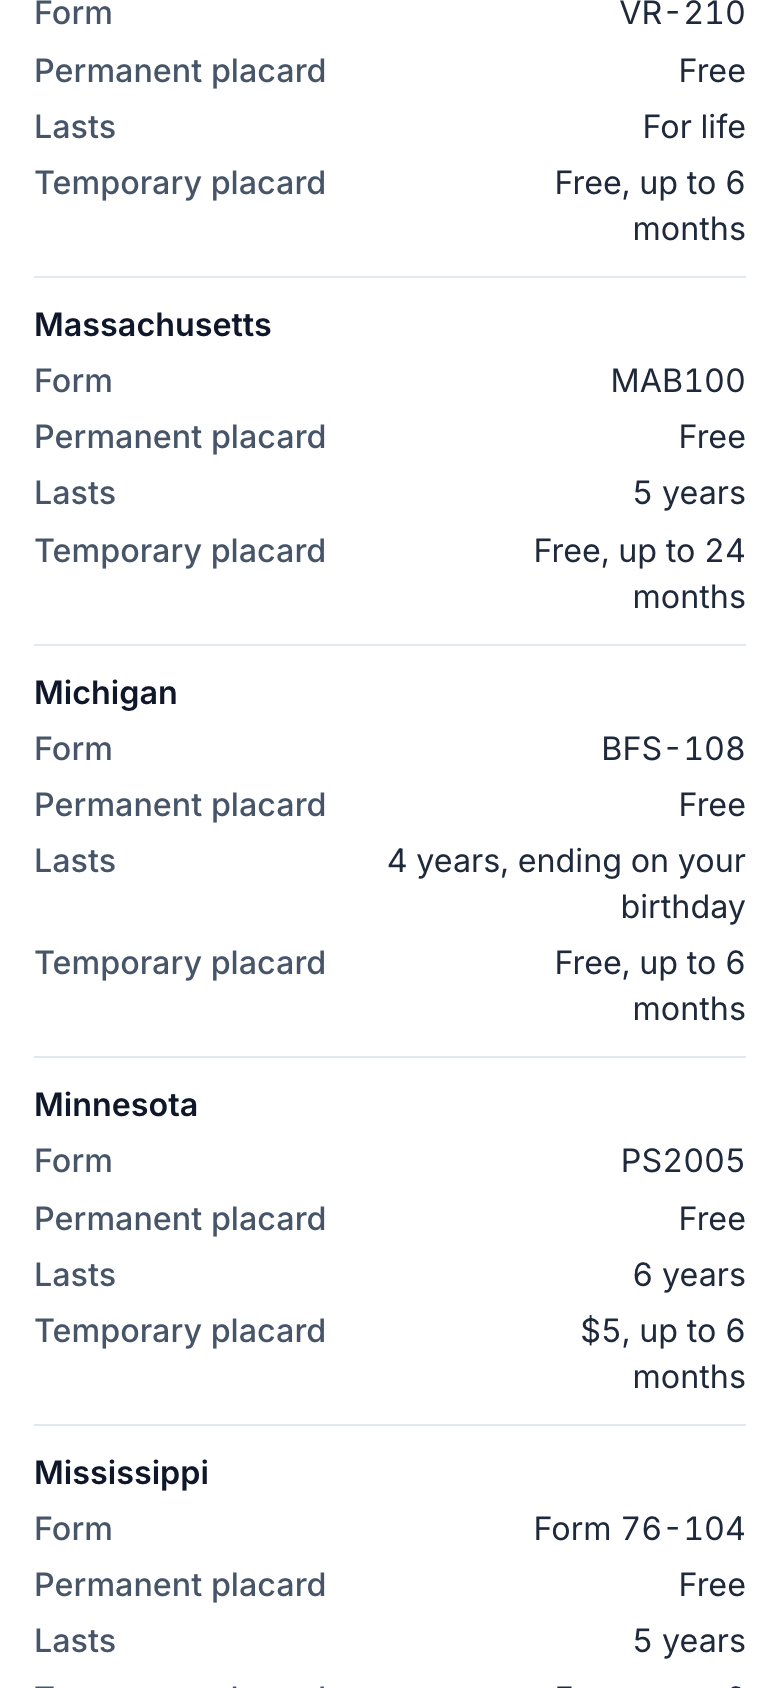 Form VR-210
Permanent placard Free
Lasts For life
Temporary placard Free, up to 6
months
Massachusetts
Form MAB100
Permanent placard Free
Lasts 5 years
Temporary placard Free, up to 24
months
Michigan
Form BFS-108
Permanent placard Free
Lasts 4 years, ending on your
birthday
Temporary placard Free, up to 6
months
Minnesota
Form PS2005
Permanent placard Free
Lasts 6 years
Temporary placard $5, up to 6
months
Mississippi
Form Form 76-104
Permanent placard Free
Lasts 5 years